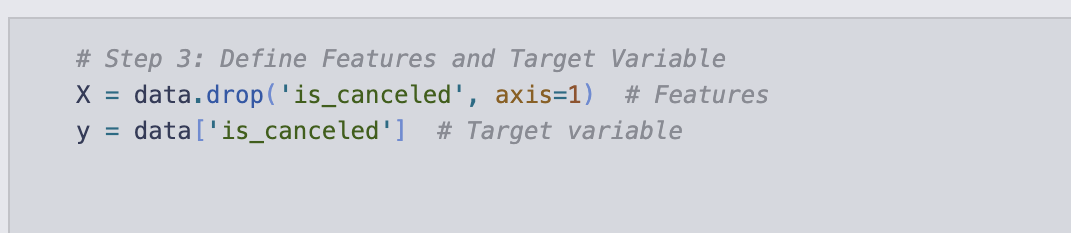 # Step 3: Define Features and Target Variable
X = data.drop('is_canceled', axis=1)  # Features
y = data['is_canceled']  # Target variable